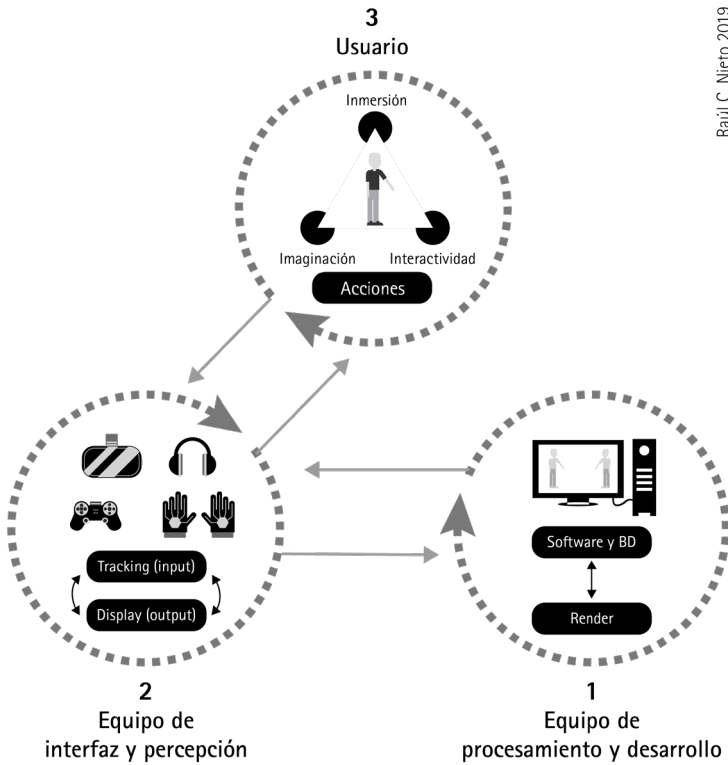 3
Usuario
Raúl C. Nieto 2019
Inmersión
Imaginación
Interactividad
Acciones
Tracking (input)
Display (output)
Software y BD
Render
2
Equipo de
interfaz y percepción
1
Equipo de
procesamiento y desarrollo